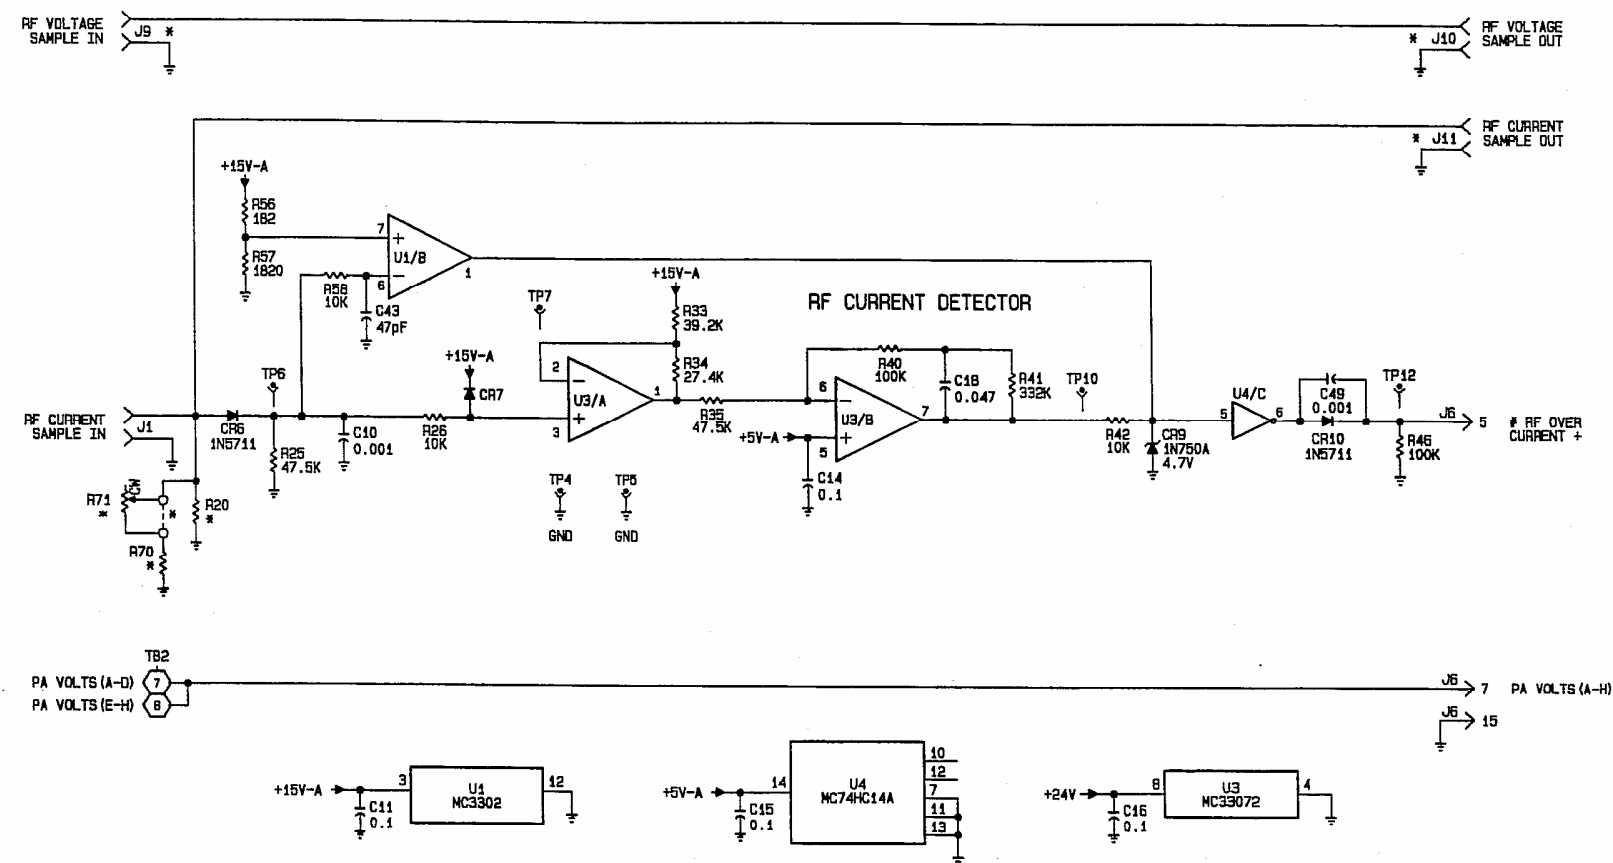 RF VOLTAGE
SAMPLE IN
J9 *
* J10
RF VOLTAGE
SAMPLE OUT
* J11
RF CURRENT
SAMPLE OUT
+15V-A
R56
182
R57
1820
7
+
U1/B
-
6
1
R58
10K
C43
47pF
+15V-A
R33
39.2K
RF CURRENT DETECTOR
TP7
+15V-A
CR7
2
-
U3/A
+
3
1
R34
27.4K
R35
47.5K
R40
100K
C18
0.047
R41
332K
TP10
6
-
U3/B
+
5
7
+5V-A
C14
0.1
TP6
RF CURRENT
SAMPLE IN
J1
CR6
1N5711
R25
47.5K
C10
0.001
R26
10K
R42
10K
CR9
1N750A
4.7V
U4/C
5
6
C49
0.001
CR10
1N5711
TP12
R46
100K
J6
5
# RF OVER
CURRENT +
CW
R71
*
*
R20
*
R70
*
TP4
GND
TP5
GND
TB2
PA VOLTS(A-D) 7
PA VOLTS(E-H) 8
J6
7 PA VOLTS(A-H)
J6
15
+15V-A
C11
0.1
3
U1
MC3302
12
+5V-A
C15
0.1
14
U4
MC74HC14A
10
12
7
11
13
+24V
C16
0.1
8
U3
MC33072
4